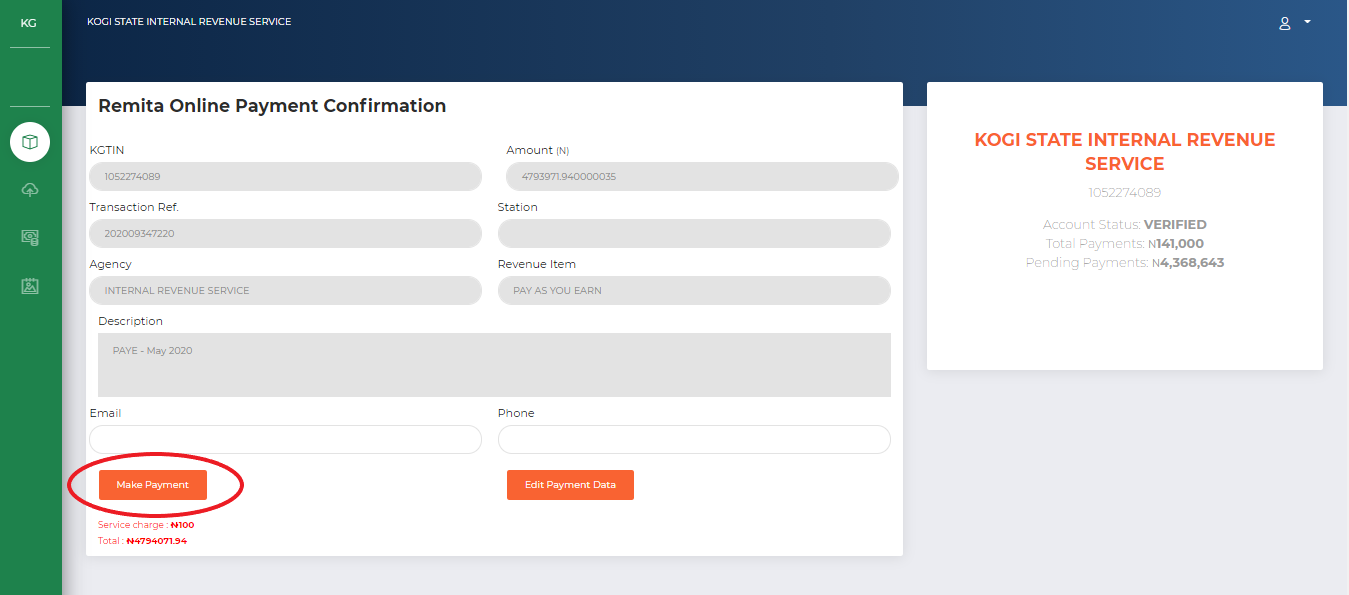 KG
KOGI STATE INTERNAL REVENUE SERVICE
Remita Online Payment Confirmation
KGTIN
Amount (N)
1052274089
4793971.940000035
Transaction Ref.
Station
202009347220
Agency
Revenue Item
INTERNAL REVENUE SERVICE
PAY AS YOU EARN
Description
PAYE - May 2020
Email
Phone
Make Payment
Edit Payment Data
Service charge : ₦100
Total : ₦4794071.94
KOGI STATE INTERNAL REVENUE
SERVICE
1052274089
Account Status: VERIFIED
Total Payments: N141,000
Pending Payments: N4,368,643